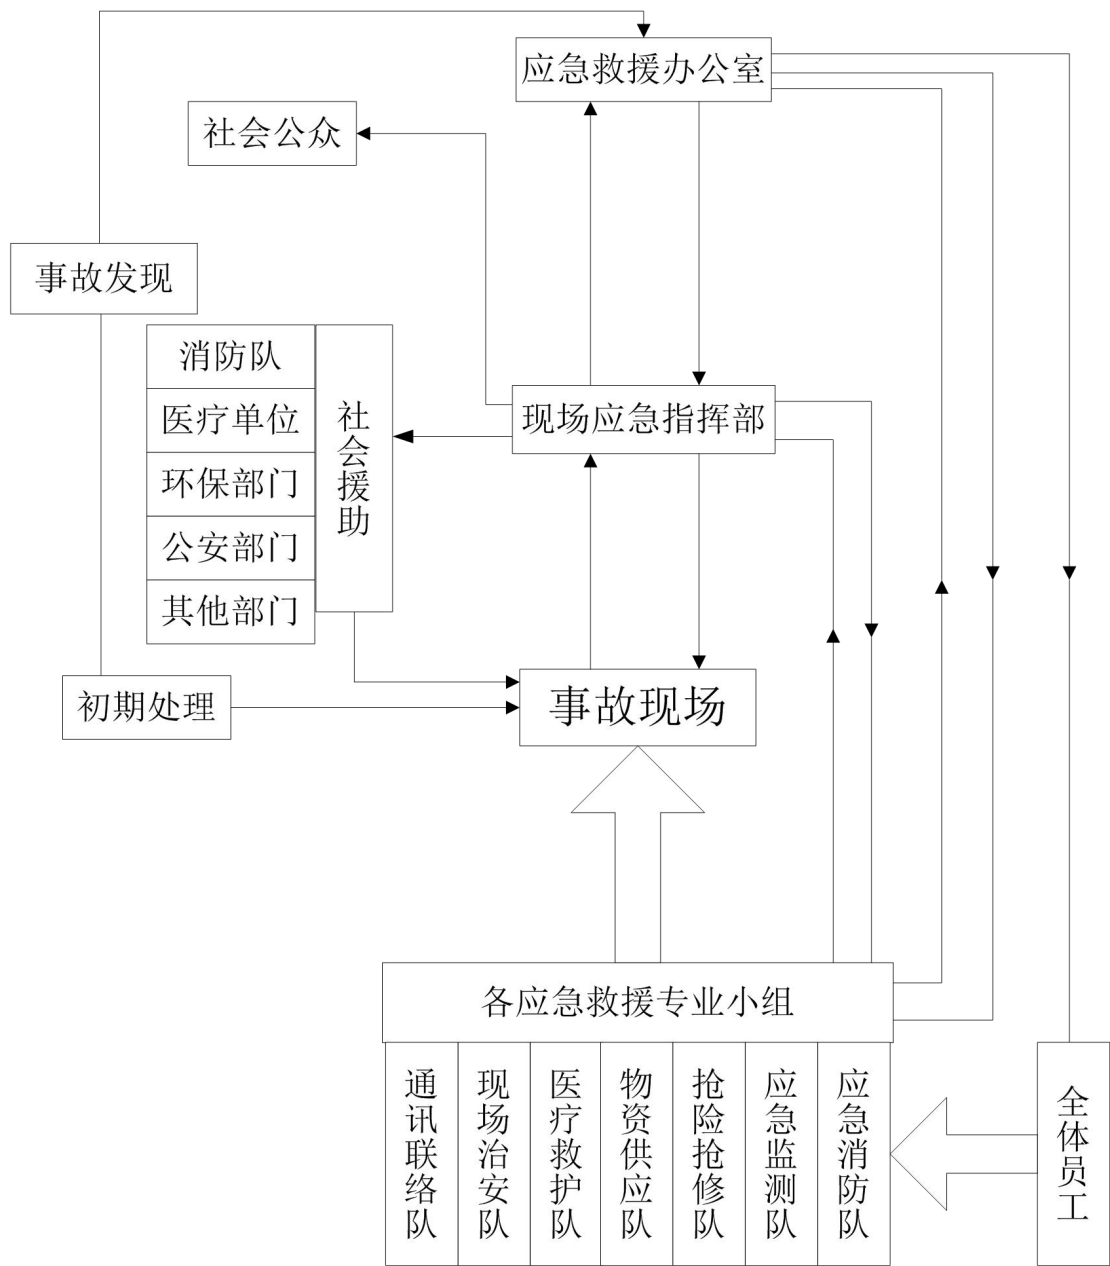 应急救援办公室
社会公众
事故发现
消防队
医疗单位
环保部门
公安部门
其他部门
社会援助
现场应急指挥部
初期处理
事故现场
各应急救援专业小组
通讯联络队
现场治安队
医疗救护队
物资供应队
抢险抢修队
应急监测队
应急消防队
全体员工